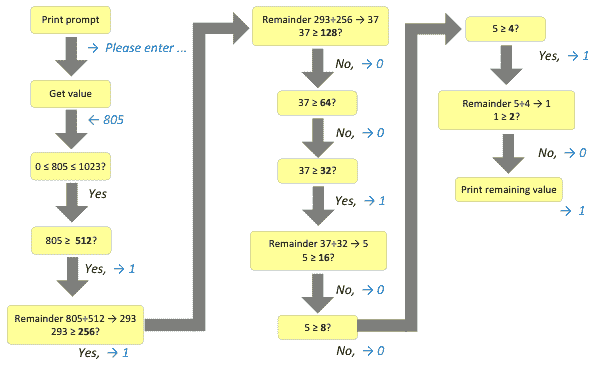 Print prompt
→ Please enter ...
Get value
← 805
0 ≤ 805 ≤ 1023?
Yes
805 ≥ 512?
Yes, → 1
Remainder 805÷512 → 293
293 ≥ 256?
Yes, → 1
Remainder 293÷256 → 37
37 ≥ 128?
No, → 0
37 ≥ 64?
No, → 0
37 ≥ 32?
Yes, → 1
Remainder 37÷32 → 5
5 ≥ 16?
No, → 0
5 ≥ 8?
No, → 0
5 ≥ 4?
Yes, → 1
Remainder 5÷4 → 1
1 ≥ 2?
No, → 0
Print remaining value
→ 1